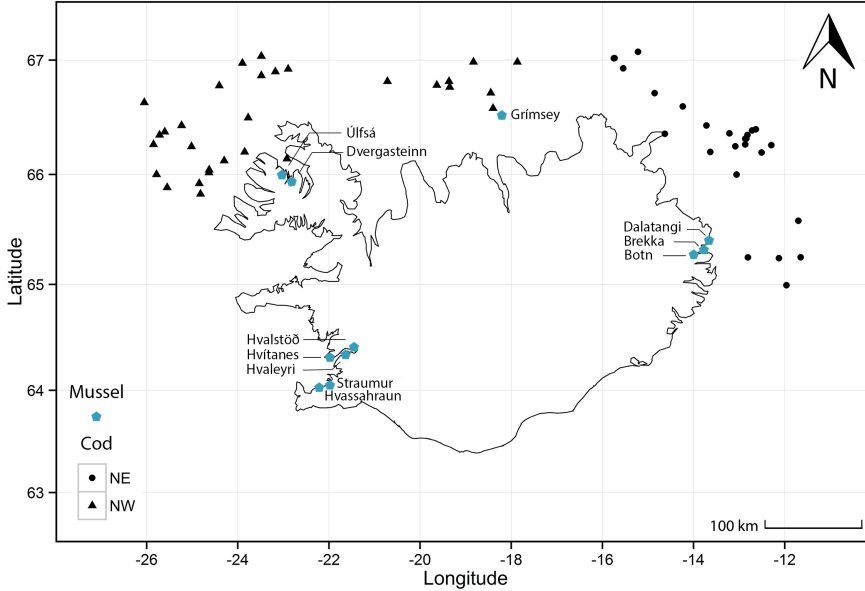 67
66
65
64
63
Latitude
N
Grímsey
Úlfsá
Dvergasteinn
Dalatangi
Brekka
Botn
Hvalstöð
Hvítanes
Hvaleyri
Straumur
Hvassahraun
Mussel
Cod
NE
NW
100 km
-26 -24 -22 -20 -18 -16 -14 -12
Longitude